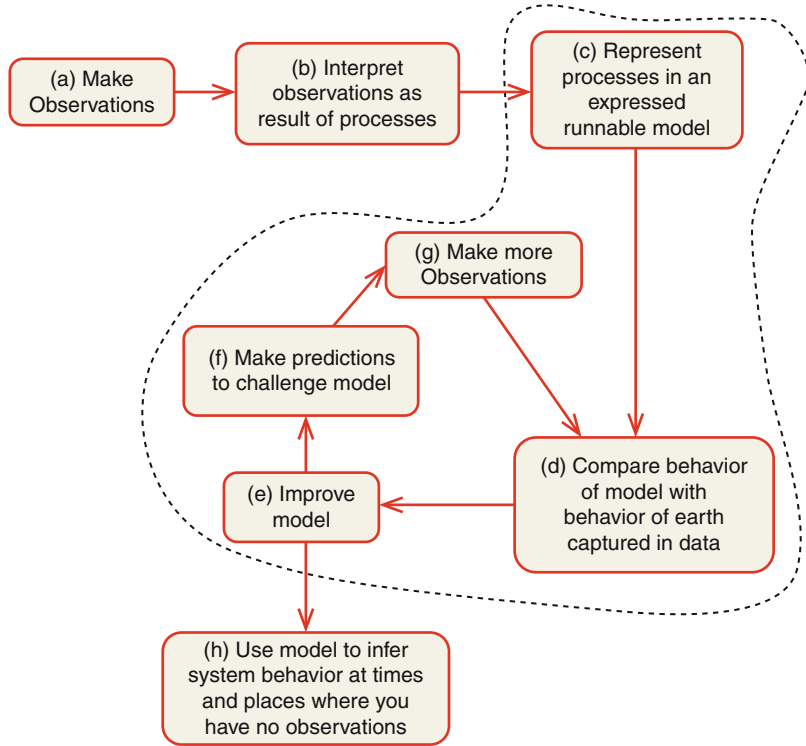 (a) Make
Observations
(b) Interpret
observations as
result of processes
(c) Represent
processes in an
expressed
runnable model
(g) Make more
Observations
(f) Make predictions
to challenge model
(d) Compare behavior
of model with
behavior of earth
captured in data
(e) Improve
model
(h) Use model to infer
system behavior at times
and places where you
have no observations